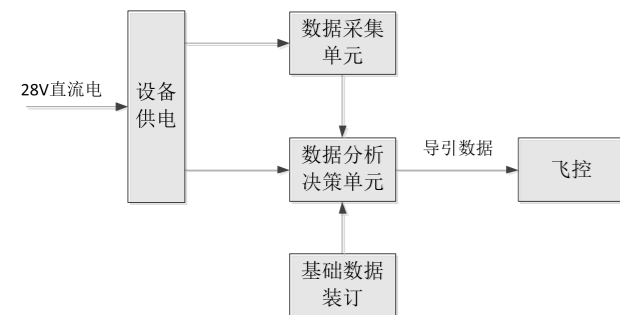 数据采集
单元
28V直流电
设备
供电
数据分析
决策单元
导引数据
飞控
基础数据
装订